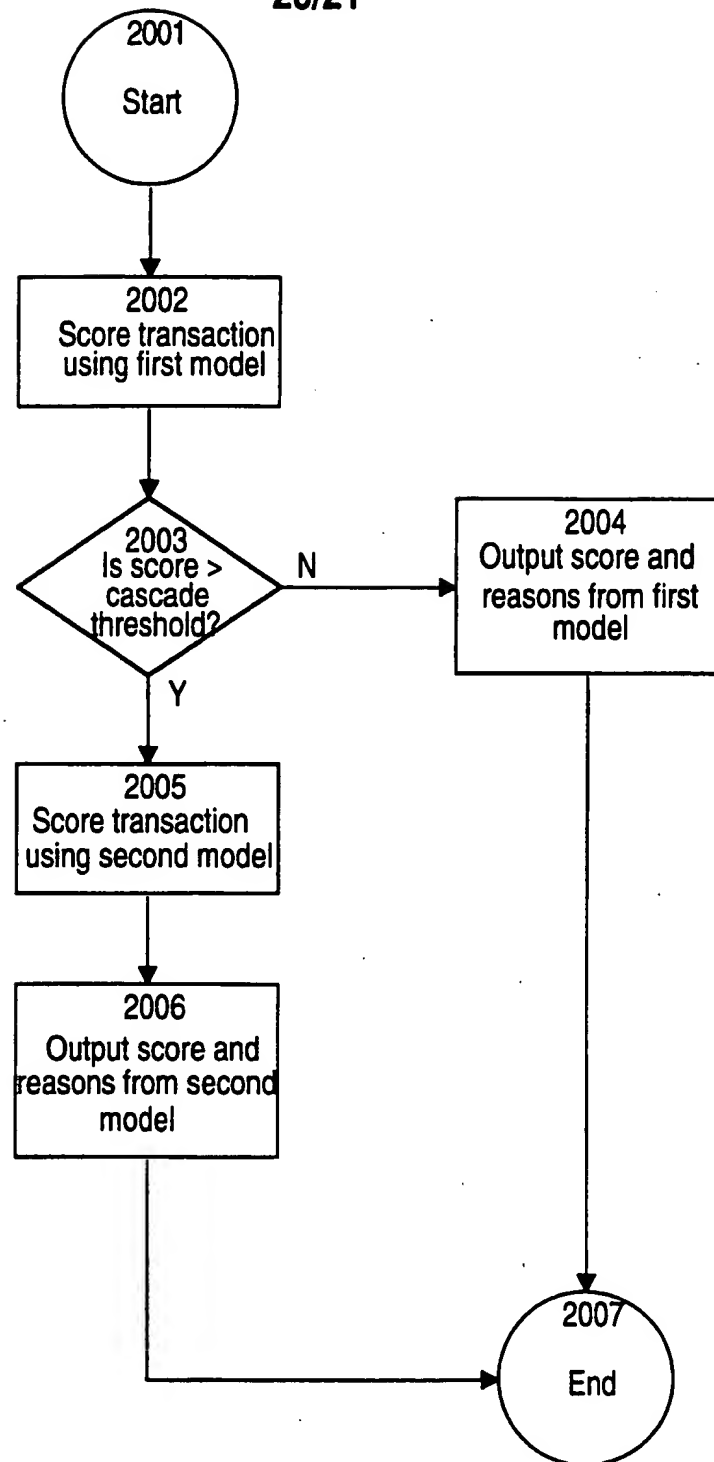 2001
Start
2002
Score transaction
using first model
2003
Is score >
cascade
threshold?
N
2004
Output score and
reasons from first
model
Y
2005
Score transaction
using second model
2006
Output score and
reasons from second
model
2007
End